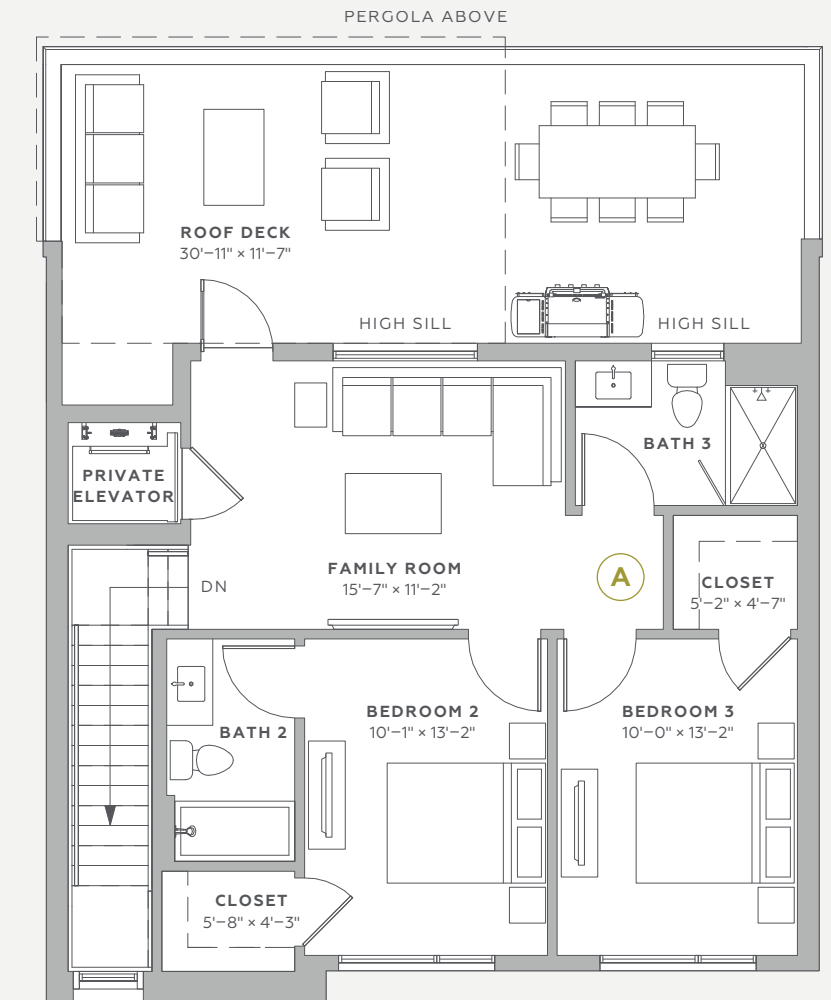 PERGOLA ABOVE
ROOF DECK
30'–11" × 11'–7"
HIGH SILL
HIGH SILL
BATH 3
PRIVATE
ELEVATOR
FAMILY ROOM
15'–7" × 11'–2"
DN
A
CLOSET
5'–2" × 4'–7"
BATH 2
BEDROOM 2
10'–1" × 13'–2"
BEDROOM 3
10'–0" × 13'–2"
CLOSET
5'–8" × 4'–3"